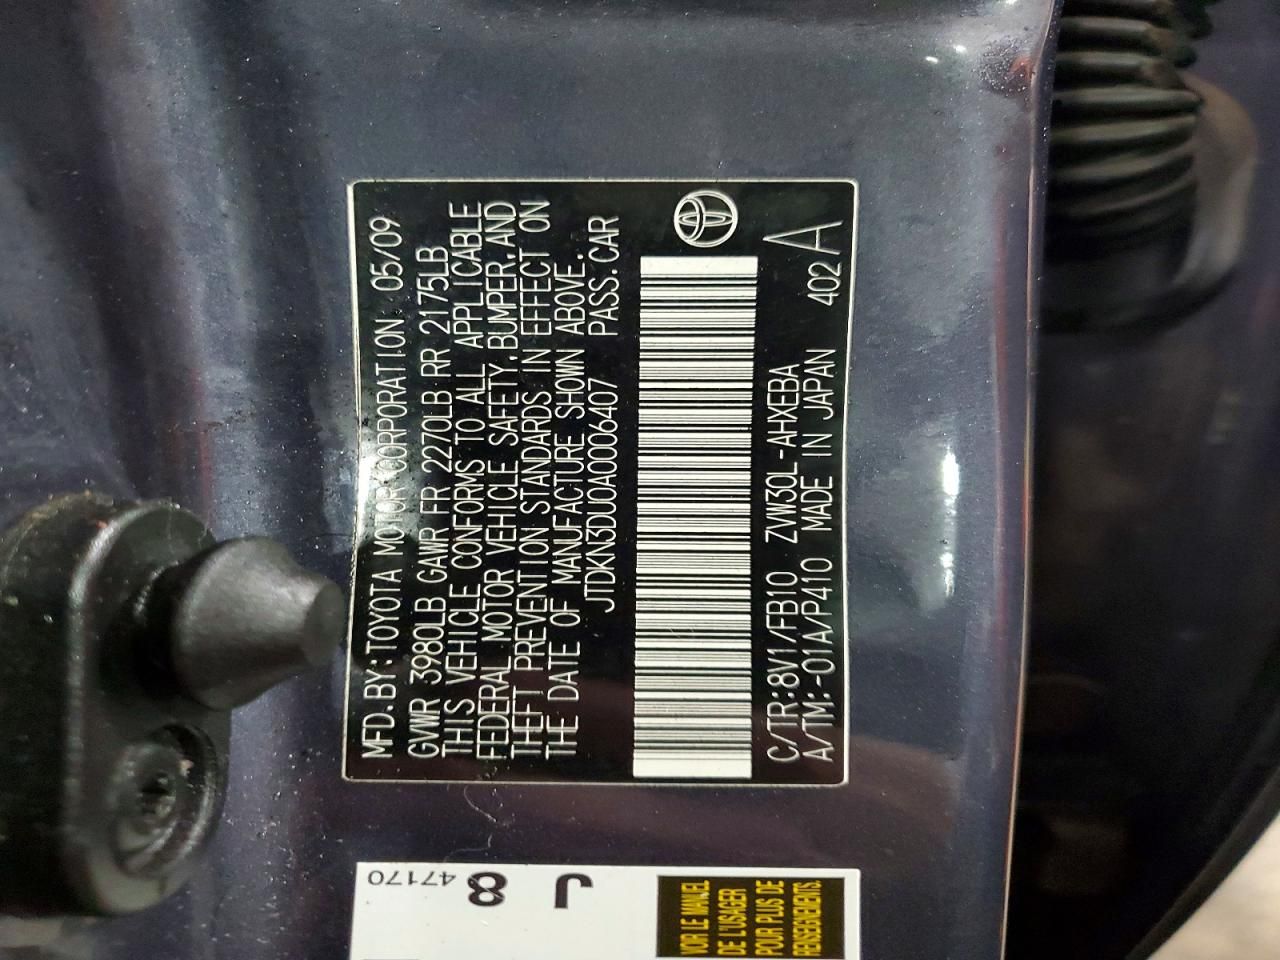 MFD.BY:TOYOTA MOTOR CORPORATION 05/09
GVWR 3980LB GAWR FR 2270LB RR 2175LB
THIS VEHICLE CONFORMS TO ALL APPLICABLE
FEDERAL MOTOR VEHICLE SAFETY,BUMPER,AND
THEFT PREVENTION STANDARDS IN EFFECT ON
THE DATE OF MANUFACTURE SHOWN ABOVE.
JTDKN3DU0A0006407 PASS.CAR
C/TR:8V1/FB10 ZVW30L-AHXEBA
A/TM:-01A/P410 MADE IN JAPAN 402 A
47170
8
J
VOIR LE MANUEL
DE L'USAGER
POUR PLUS DE
RENSEIGNEMENTS.